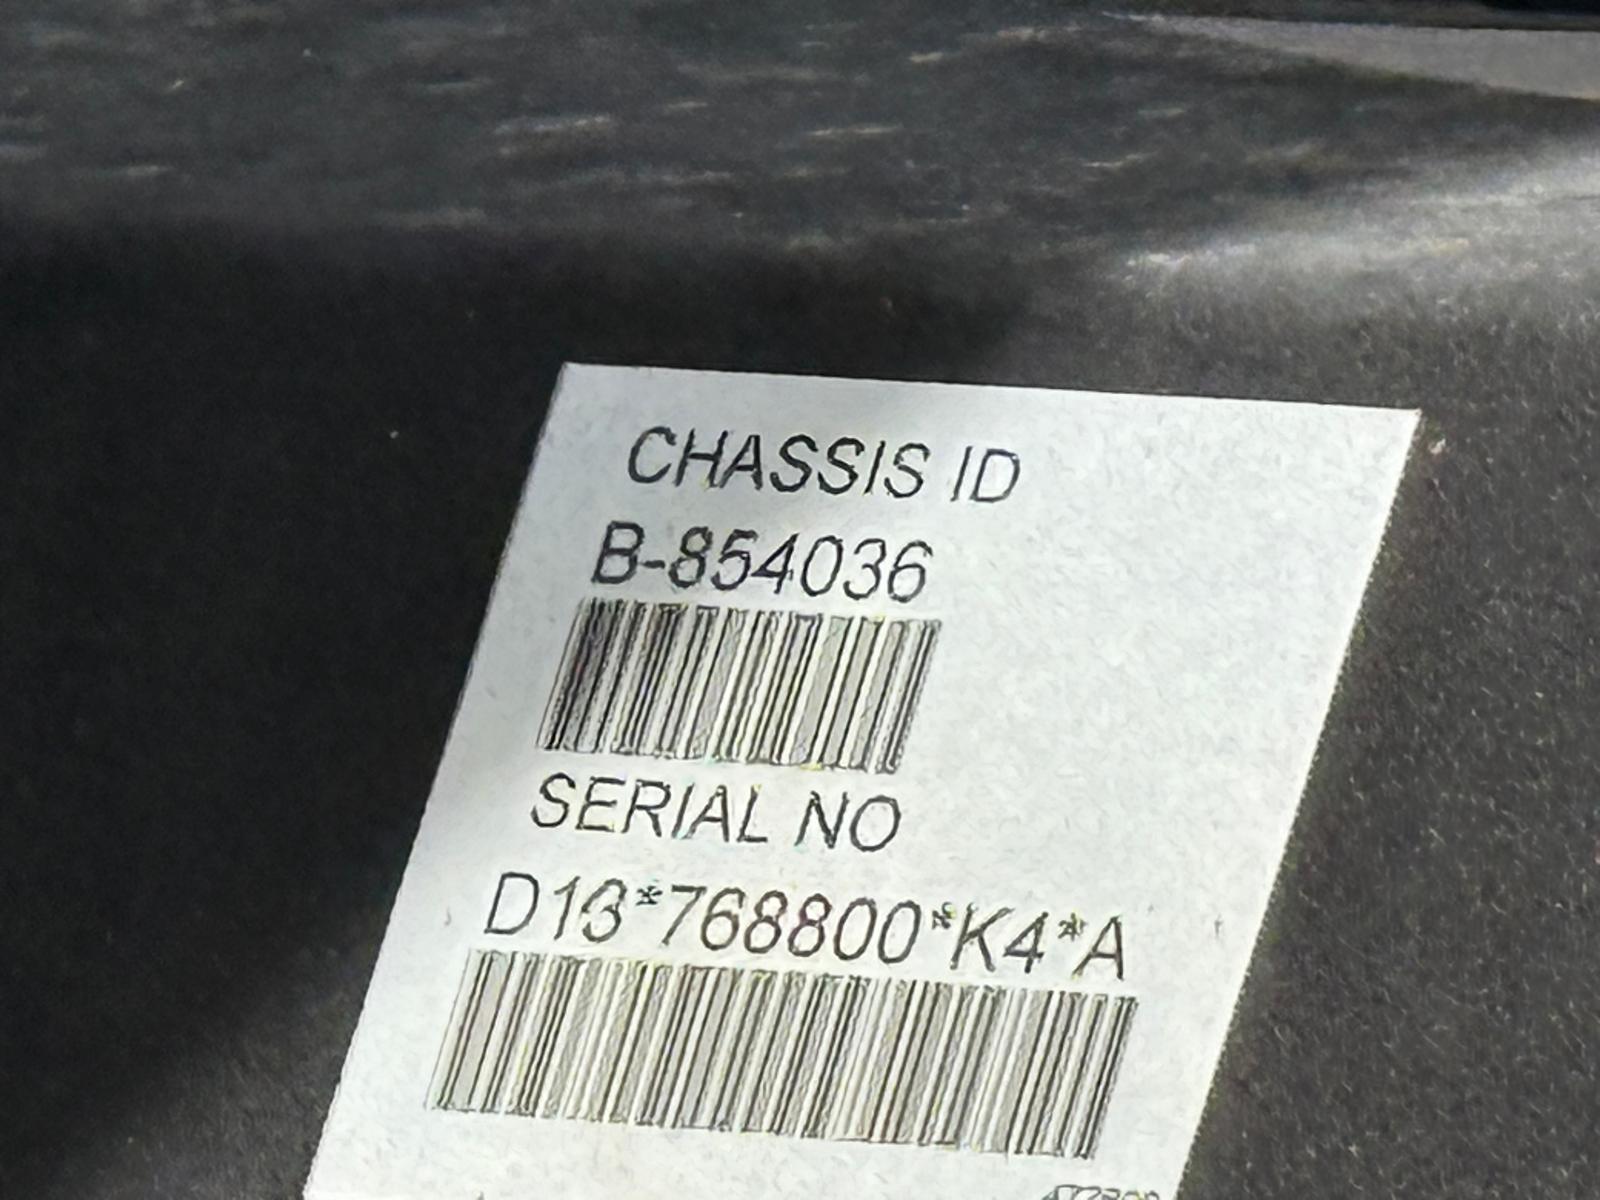 CHASSIS ID
B-854036
SERIAL NO
D13*768800*K4*A